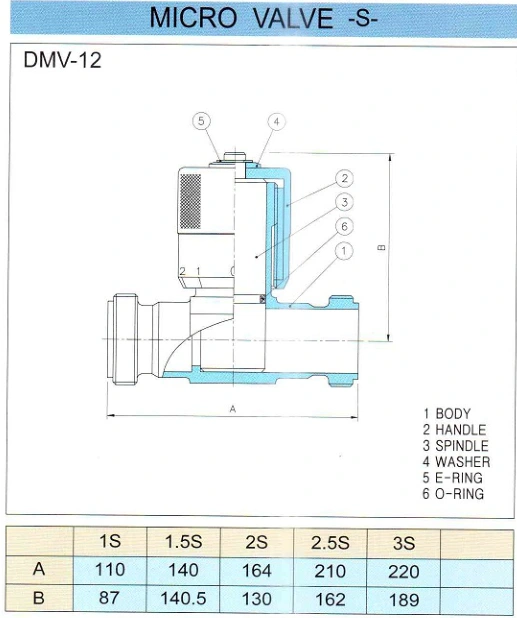 MICRO VALVE -S-
DMV-12
5
4
2
3
6
1
B
2 1 0
A
1 BODY
2 HANDLE
3 SPINDLE
4 WASHER
5 E-RING
6 O-RING
1S 1.5S 2S 2.5S 3S
A 110 140 164 210 220
B 87 140.5 130 162 189